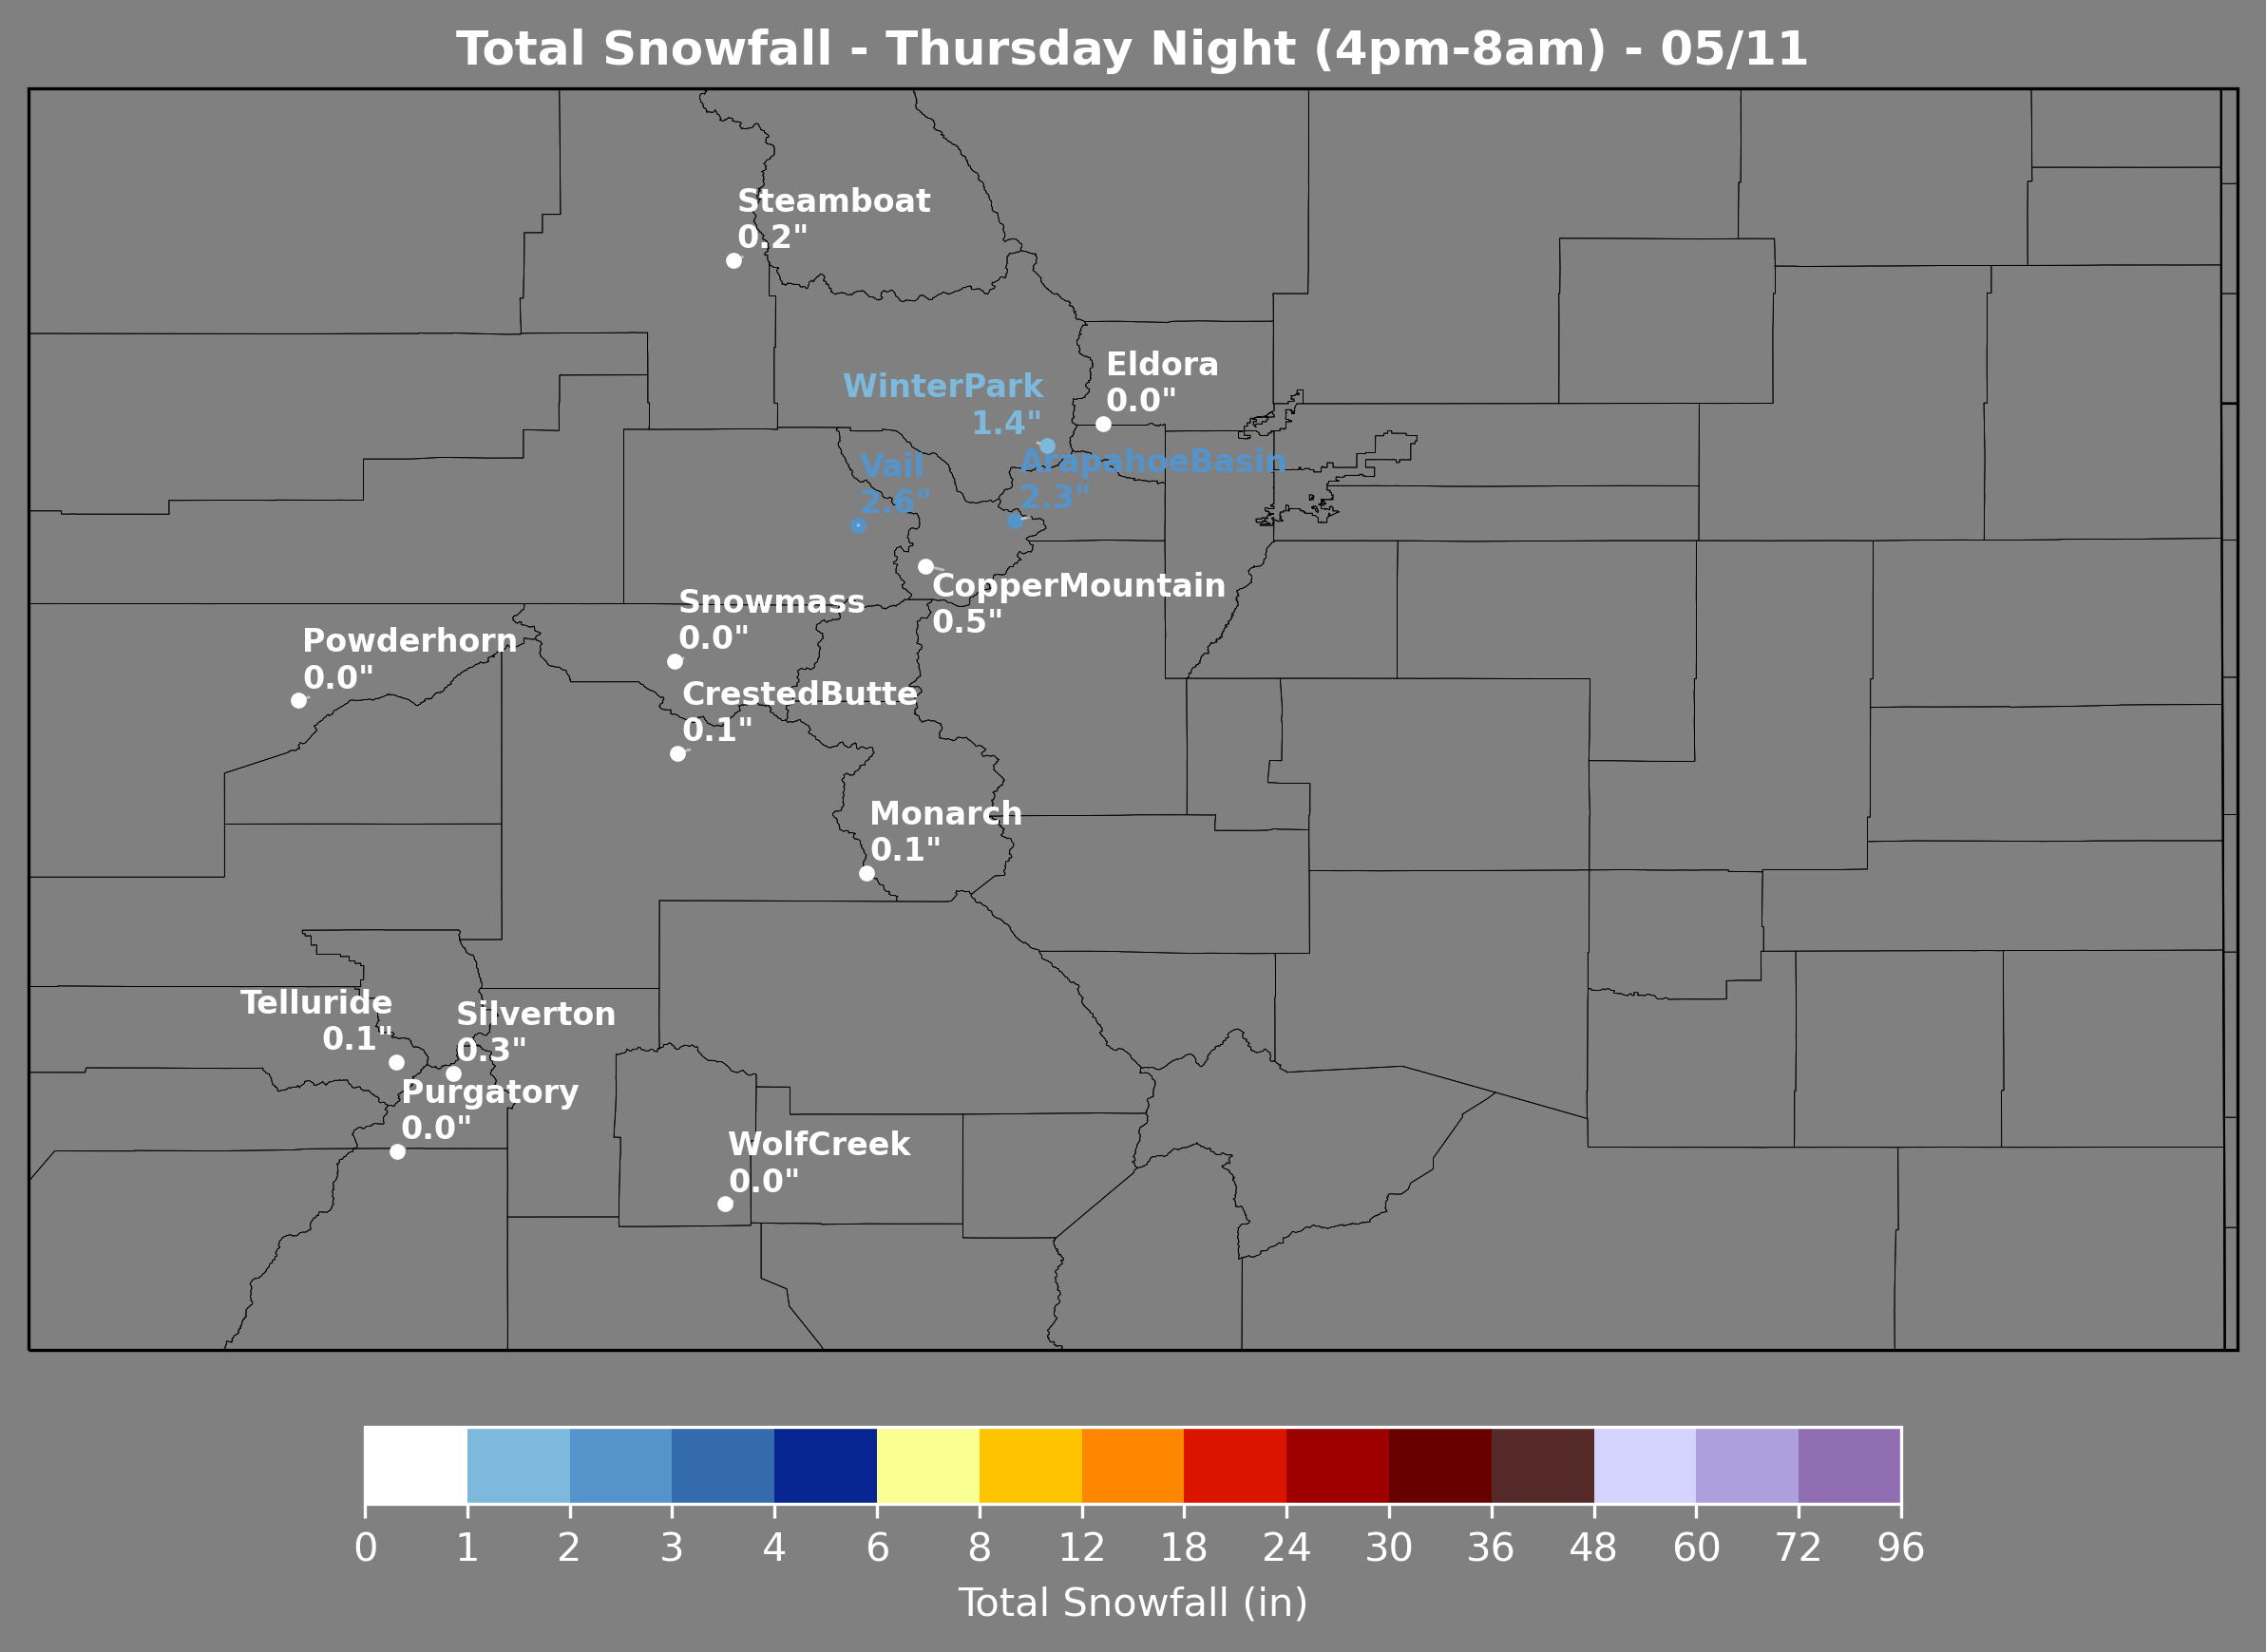 Total Snowfall - Thursday Night (4pm-8am) - 05/11
Steamboat
0.2"
Eldora
0.0"
WinterPark
1.4"
Vail
2.6"
ArapahoeBasin
2.3"
CopperMountain
0.5"
Snowmass
0.0"
Powderhorn
0.0"
CrestedButte
0.1"
Monarch
0.1"
Telluride
0.1"
Silverton
0.3"
Purgatory
0.0"
WolfCreek
0.0"
0 1 2 3 4 6 8 12 18 24 30 36 48 60 72 96
Total Snowfall (in)